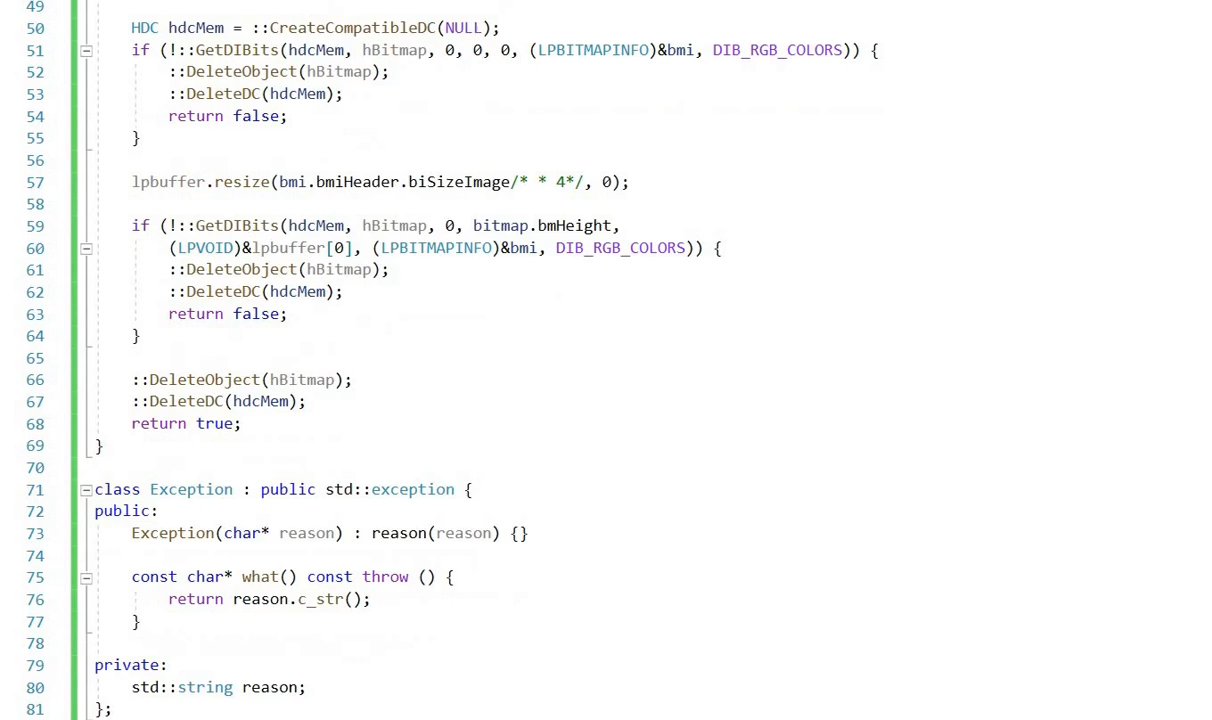 49
50 HDC hdcMem = ::CreateCompatibleDC(NULL);
51 if (!::GetDIBits(hdcMem, hBitmap, 0, 0, 0, (LPBITMAPINFO)&bmi, DIB_RGB_COLORS)) {
52 ::DeleteObject(hBitmap);
53 ::DeleteDC(hdcMem);
54 return false;
55 }
56
57 lpbuffer.resize(bmi.bmiHeader.biSizeImage/* * 4*/, 0);
58
59 if (!::GetDIBits(hdcMem, hBitmap, 0, bitmap.bmHeight,
60 (LPVOID)&lpbuffer[0], (LPBITMAPINFO)&bmi, DIB_RGB_COLORS)) {
61 ::DeleteObject(hBitmap);
62 ::DeleteDC(hdcMem);
63 return false;
64 }
65
66 ::DeleteObject(hBitmap);
67 ::DeleteDC(hdcMem);
68 return true;
69 }
70
71 class Exception : public std::exception {
72 public:
73 Exception(char* reason) : reason(reason) {}
74
75 const char* what() const throw () {
76 return reason.c_str();
77 }
78
79 private:
80 std::string reason;
81 };